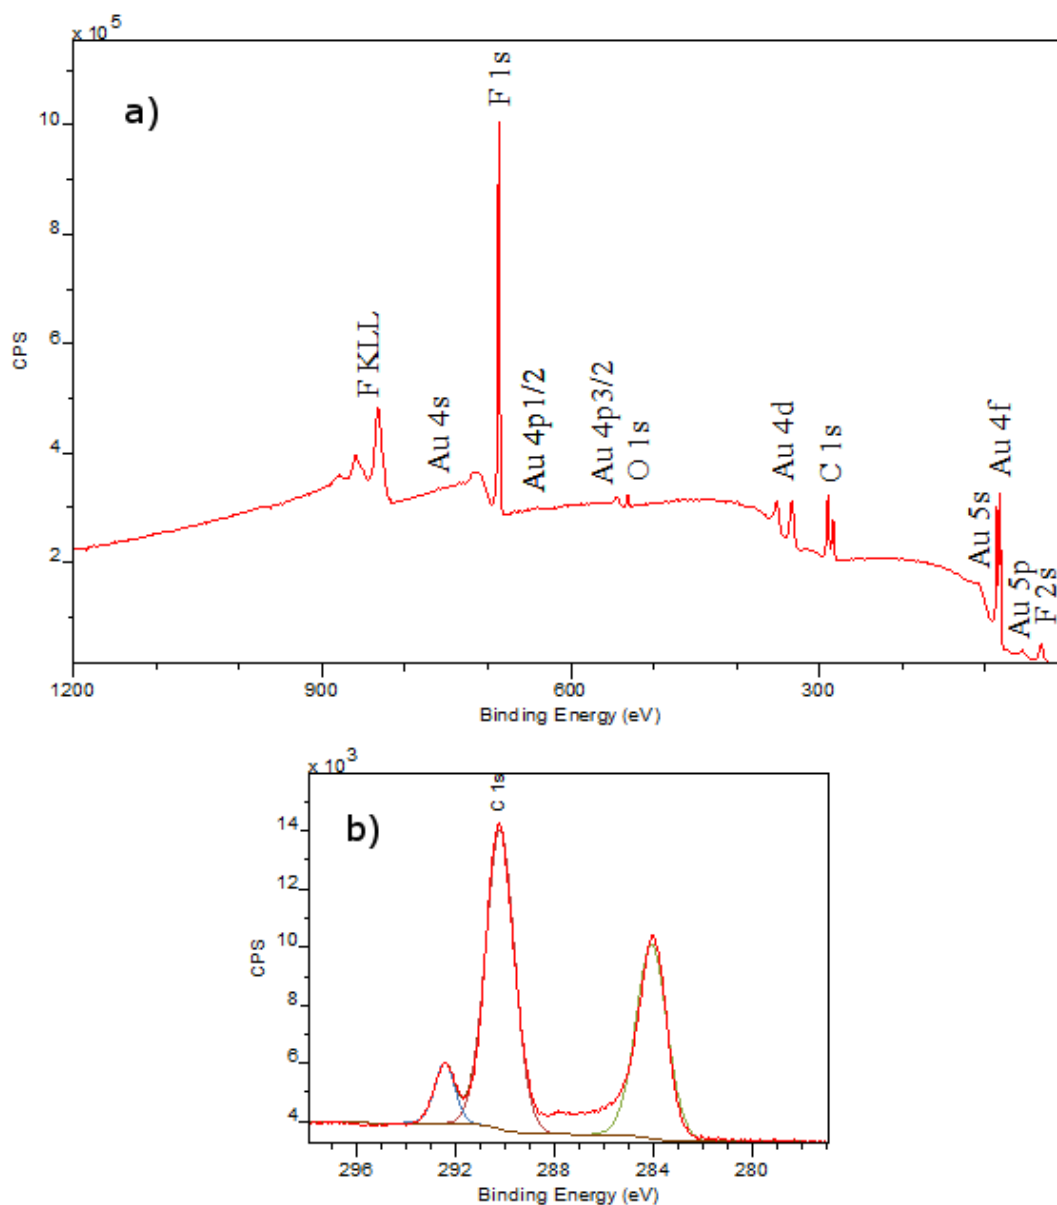 x 10 5
a)
F 1s
10
8
6
4
2
CPS
F KLL
Au 4s
Au 4p1/2
Au 4p3/2
O 1s
Au 4d
C 1s
Au 5s
Au 4f
Au 5p
F 2s
1200
900
600
300
Binding Energy (eV)
x 10 3
b)
C 1s
14
12
10
8
6
4
CPS
296
292
288
284
280
Binding Energy (eV)